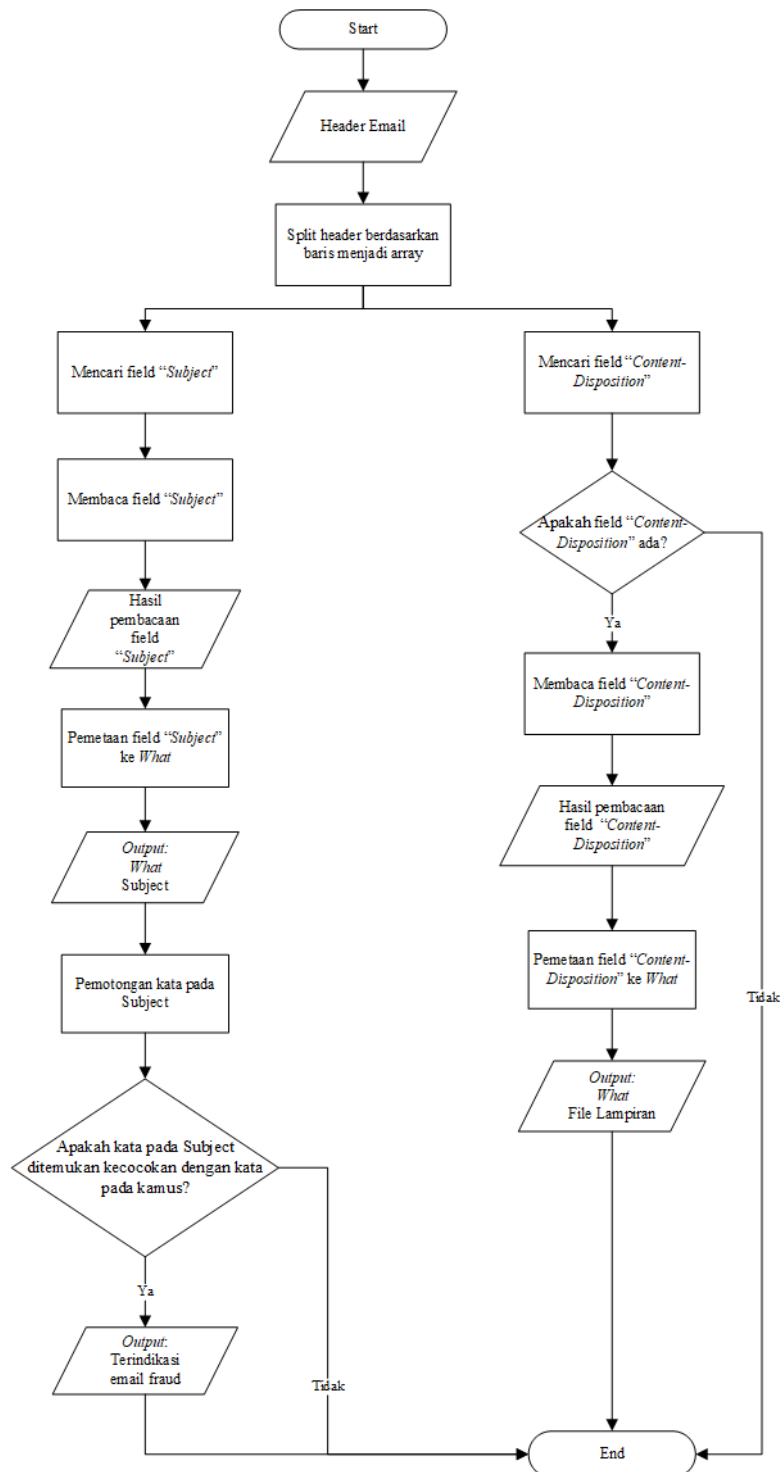 Start
Header Email
Split header berdasarkan
baris menjadi array
Mencari field “Subject”
Membaca field “Subject”
Hasil
pembacaan
field
“Subject”
Pemetaan field “Subject”
ke What
Output:
What
Subject
Pemotongan kata pada
Subject
Apakah kata pada Subject
ditemukan kecocokan dengan kata
pada kamus?
Ya
Output:
Terindikasi
email fraud
Tidak
Mencari field “Content-
Disposition”
Apakah field “Content-
Disposition” ada?
Ya
Membaca field “Content-
Disposition”
Hasil pembacaan
field “Content-
Disposition”
Pemetaan field “Content-
Disposition” ke What
Output:
What
File Lampiran
Tidak
End